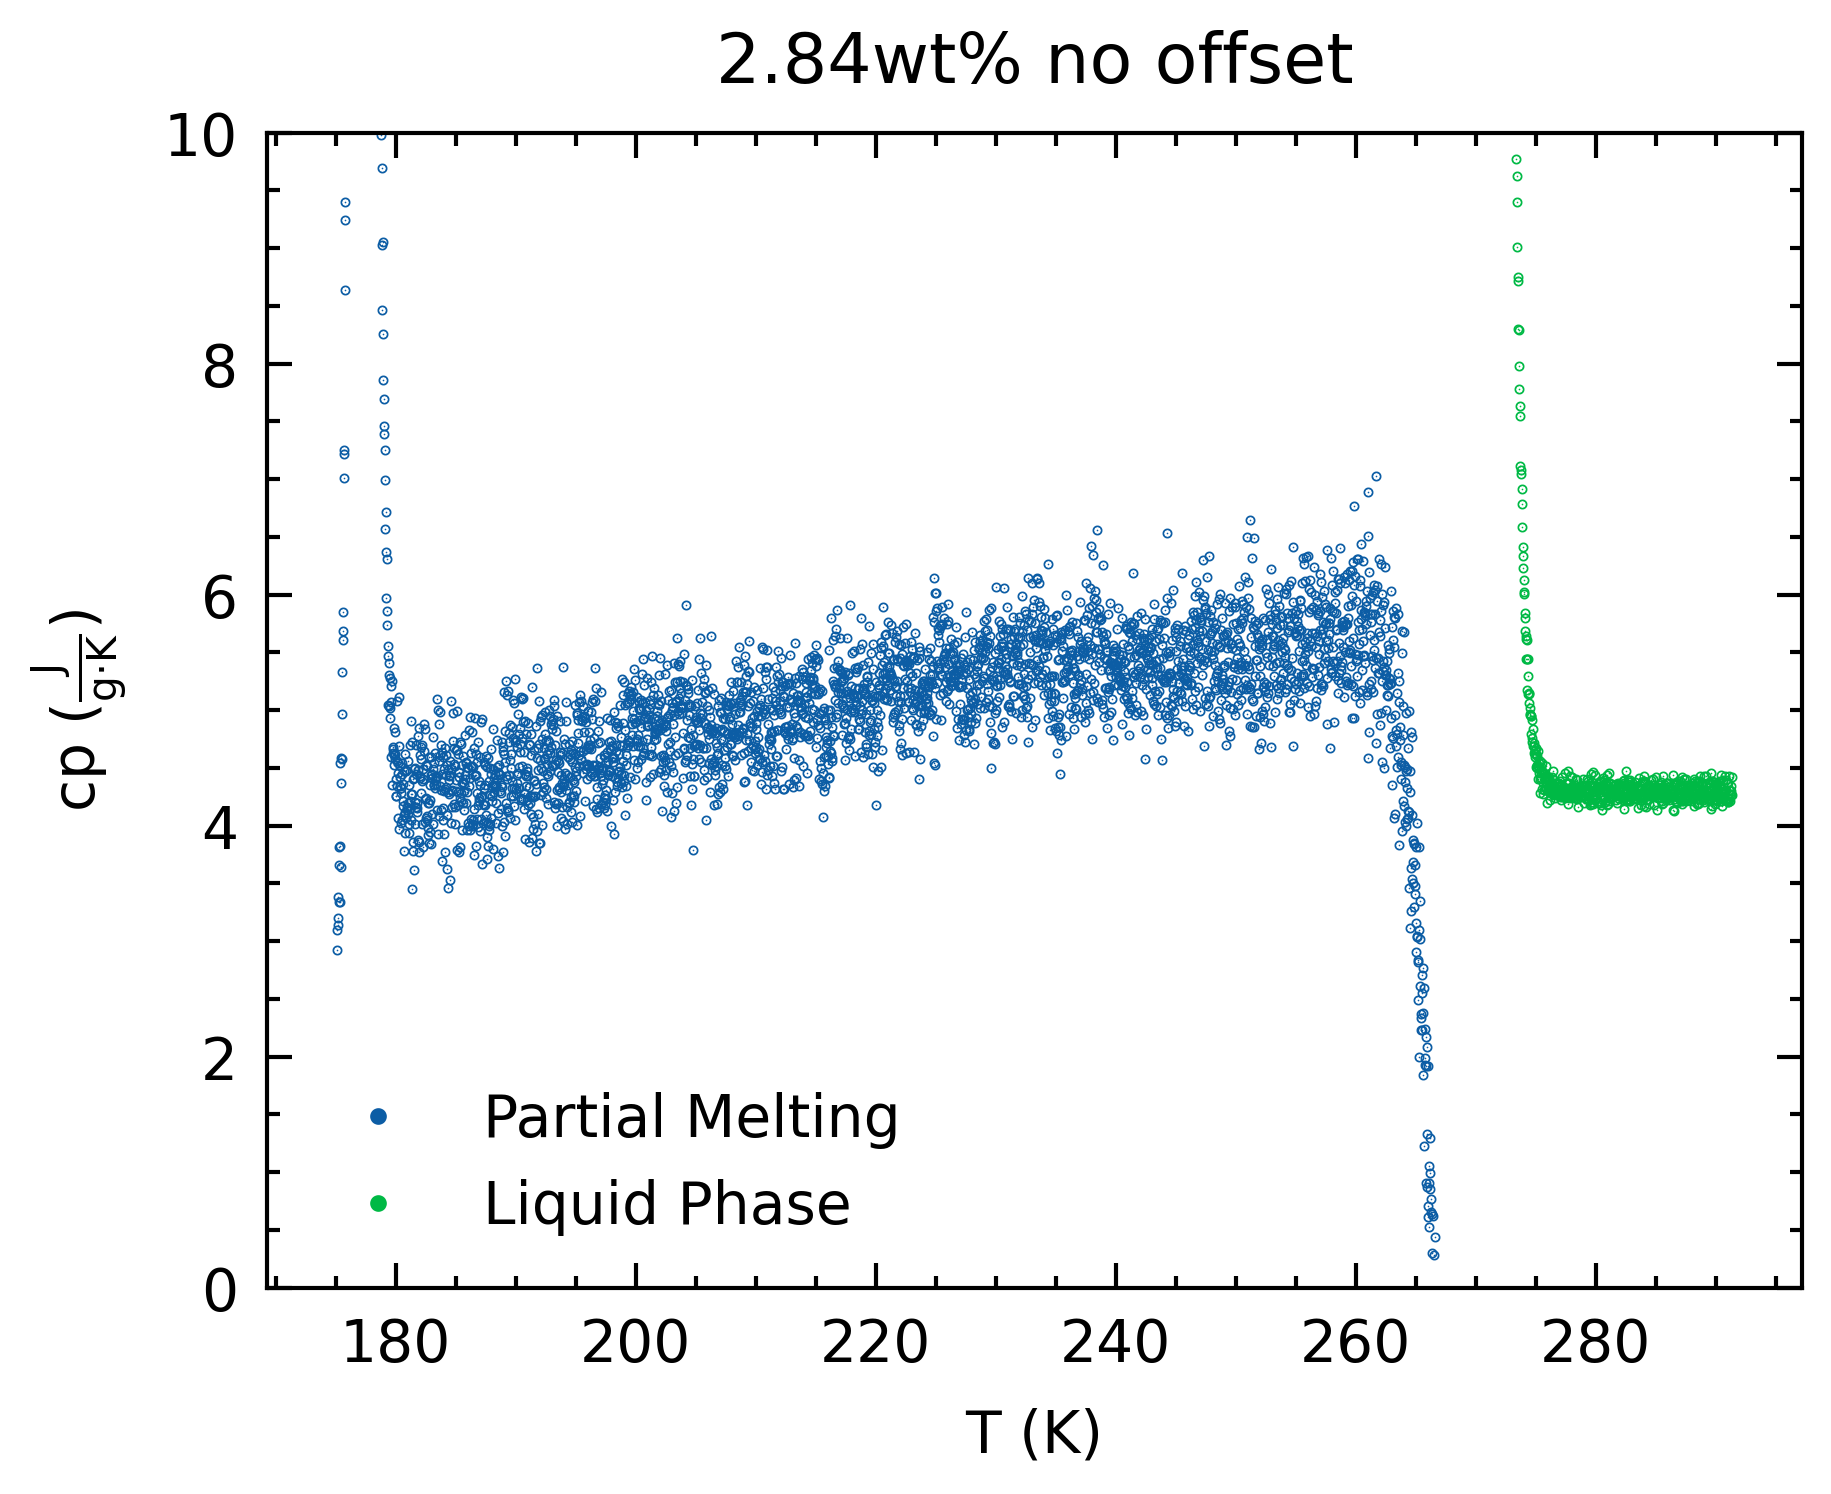 2.84wt% no offset
10
8
6
4
2
0
cp (J/g·K)
Partial Melting
Liquid Phase
180 200 220 240 260 280
T (K)